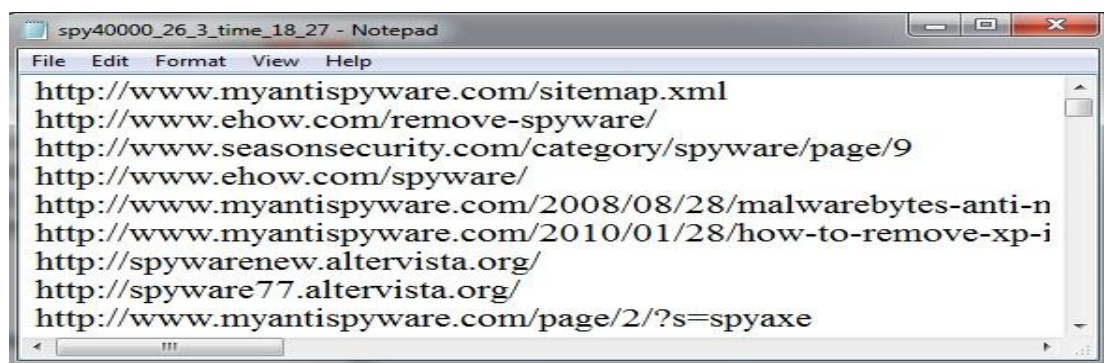 spy40000_26_3_time_18_27 - Notepad
File Edit Format View Help
http://www.myantispyware.com/sitemap.xml
http://www.ehow.com/remove-spyware/
http://www.seasonsecurity.com/category/spyware/page/9
http://www.ehow.com/spyware/
http://www.myantispyware.com/2008/08/28/malwarebytes-anti-n
http://www.myantispyware.com/2010/01/28/how-to-remove-xp-i
http://spywarenew.altervista.org/
http://spyware77.altervista.org/
http://www.myantispyware.com/page/2/?s=spyaxe